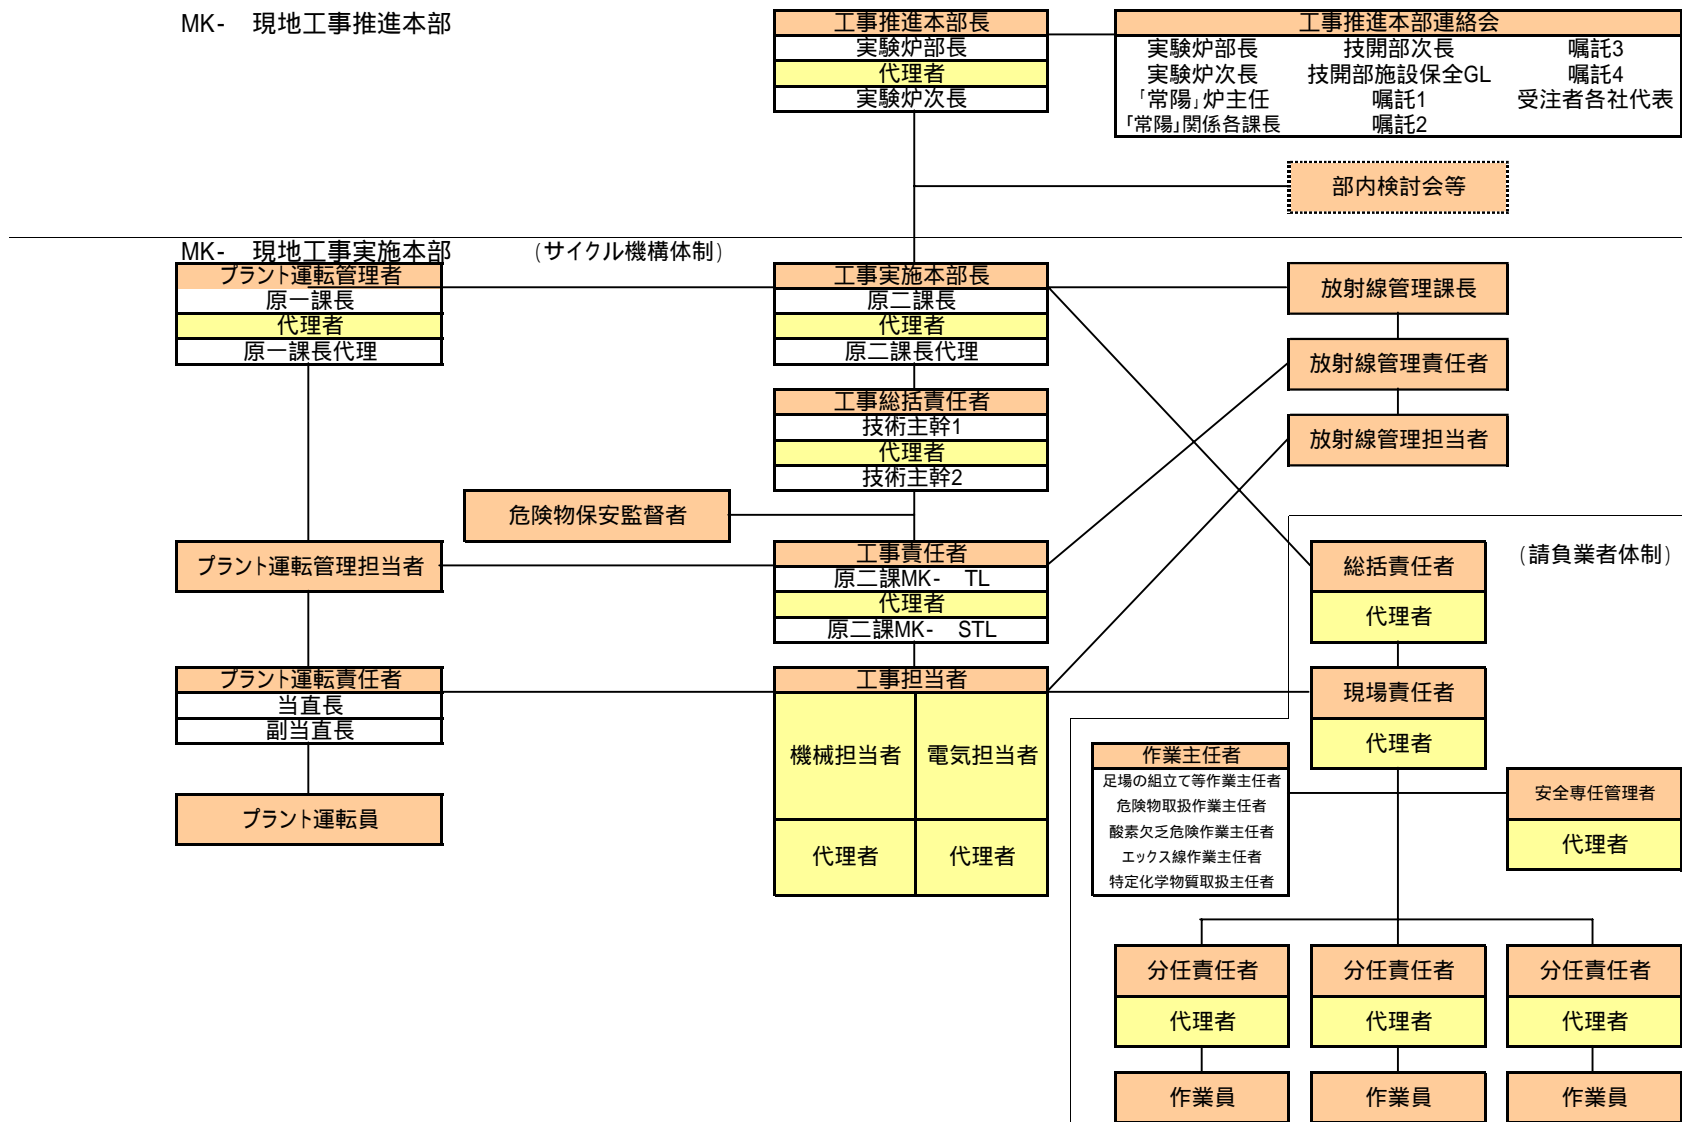 MK-　現地工事推進本部
工事推進本部長
実験炉部長
代理者
実験炉次長
工事推進本部連絡会
実験炉部長　技開部次長　嘱託3
実験炉次長　技開部施設保全GL　嘱託4
「常陽」炉主任　嘱託1　受注者各社代表
「常陽」関係各課長　嘱託2
部内検討会等
MK-　現地工事実施本部　(サイクル機構体制)
プラント運転管理者
原一課長
代理者
原一課長代理
工事実施本部長
原二課長
代理者
原二課長代理
放射線管理課長
放射線管理責任者
放射線管理担当者
工事総括責任者
技術主幹1
代理者
技術主幹2
危険物保安監督者
プラント運転管理担当者
工事責任者
原二課MK-　TL
代理者
原二課MK-　STL
(請負業者体制)
総括責任者
代理者
プラント運転責任者
当直長
副当直長
プラント運転員
工事担当者
機械担当者　電気担当者
代理者　代理者
現場責任者
代理者
作業主任者
足場の組立て等作業主任者
危険物取扱作業主任者
酸素欠乏危険作業主任者
エックス線作業主任者
特定化学物質取扱主任者
安全専任管理者
代理者
分任責任者　分任責任者　分任責任者
代理者　代理者　代理者
作業員　作業員　作業員